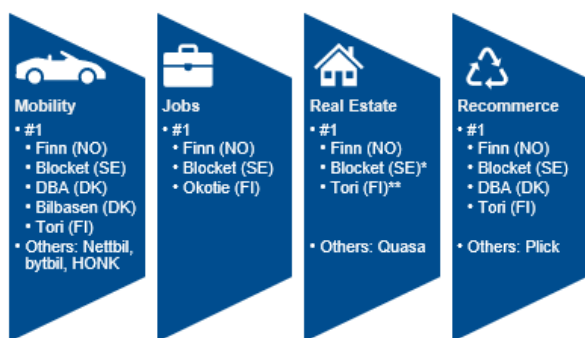 Mobility
• #1
• Finn (NO)
• Blocket (SE)
• DBA (DK)
• Bilbasen (DK)
• Tori (FI)
• Others: Nettbil,
bytbil, HONK
Jobs
• #1
• Finn (NO)
• Blocket (SE)
• Okotie (FI)
Real Estate
• #1
• Finn (NO)
• Blocket (SE)*
• Tori (FI)**
• Others: Quasa
Recommerce
• #1
• Finn (NO)
• Blocket (SE)
• DBA (DK)
• Tori (FI)
• Others: Plick